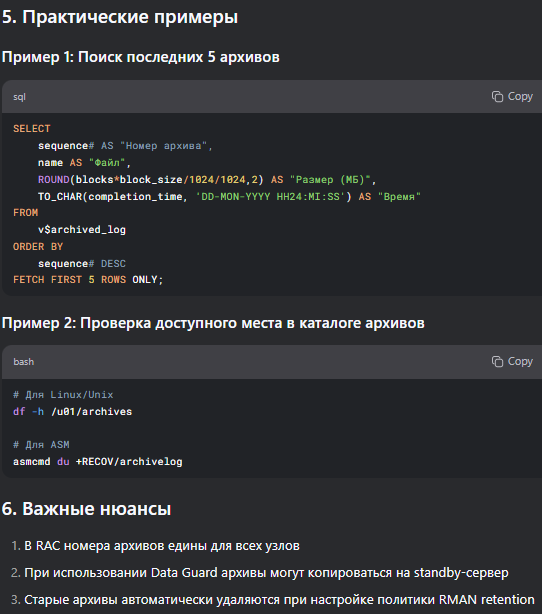 5. Практические примеры
Пример 1: Поиск последних 5 архивов
sql
Copy
SELECT
    sequence# AS "Номер архива",
    name AS "Файл",
    ROUND(blocks*block_size/1024/1024,2) AS "Размер (МБ)",
    TO_CHAR(completion_time, 'DD-MON-YYYY HH24:MI:SS') AS "Время"
FROM
    v$archived_log
ORDER BY
    sequence# DESC
FETCH FIRST 5 ROWS ONLY;
Пример 2: Проверка доступного места в каталоге архивов
bash
Copy
# Для Linux/Unix
df -h /u01/archives
# Для ASM
asmcmd du +RECOV/archivelog
6. Важные нюансы
1. В RAC номера архивов едины для всех узлов
2. При использовании Data Guard архивы могут копироваться на standby-сервер
3. Старые архивы автоматически удаляются при настройке политики RMAN retention